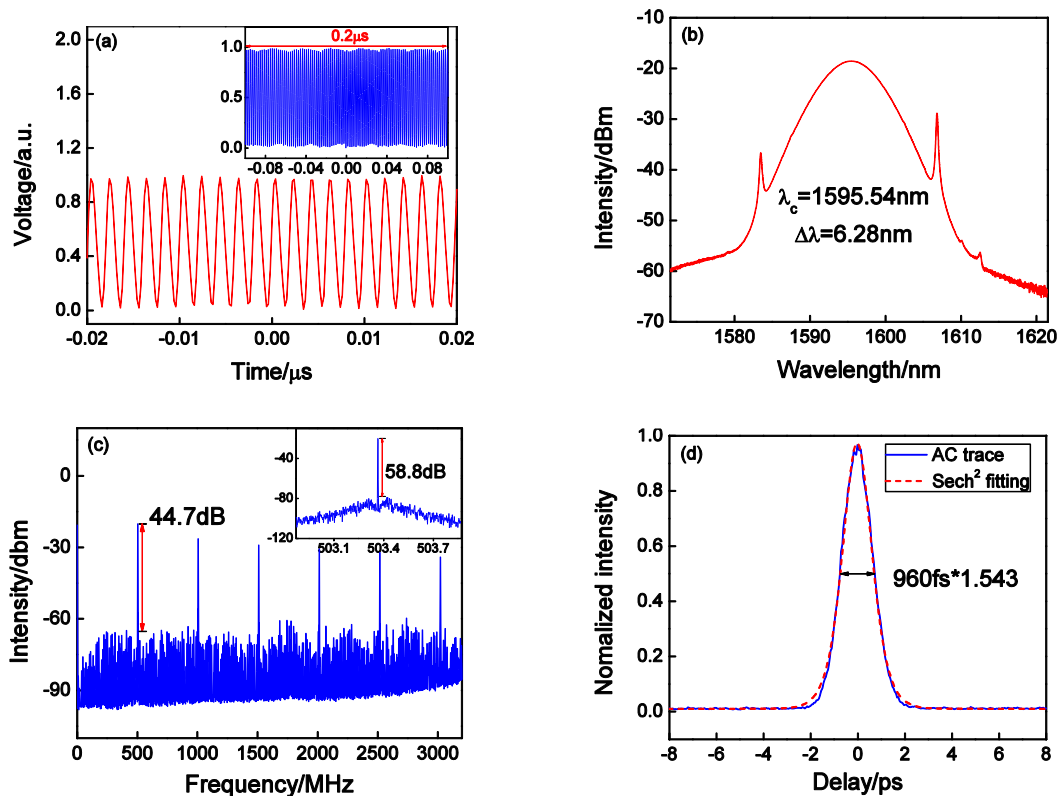 (a)
0.2μs
1.0
0.5
0.0
-0.08 -0.04 0.00 0.04 0.08
2.0
1.6
1.2
0.8
0.4
0.0
Voltage/a.u.
-0.02 -0.01 0.00 0.01 0.02
Time/μs
(b)
-10
-20
-30
-40
-50
-60
-70
Intensity/dBm
λc=1595.54nm
Δλ=6.28nm
1580 1590 1600 1610 1620
Wavelength/nm
(c)
0
-30
-60
-90
Intensity/dbm
44.7dB
-40
-80
-120
58.8dB
503.1 503.4 503.7
0 500 1000 1500 2000 2500 3000
Frequency/MHz
(d)
AC trace
Sech² fitting
1.0
0.8
0.6
0.4
0.2
0.0
Nomalized intensity
960fs*1.543
-8 -6 -4 -2 0 2 4 6 8
Delay/ps